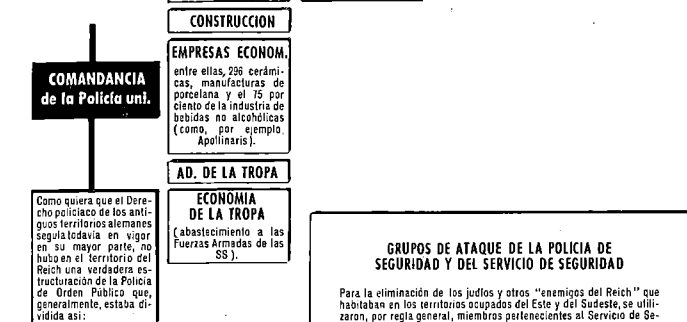 CONSTRUCCION
EMPRESAS ECONOM.
entre ellas, 296 cerámi-
cas, manufacturas de
porcelana y el 75 por
ciento de la industria de
bebidas no alcohólicas
(como, por ejemplo,
Apollinaris).
COMANDANCIA
de la Policía uni.
AD. DE LA TROPA
ECONOMIA
DE LA TROPA
(abastecimiento a las
Fuerzas Armadas de las
SS).
Como quiera que el Dere-
cho policíaco de los anti-
guos territorios alemanes
seguía todavía en vigor
en su mayor parte, no
hubo en el territorio del
Reich una verdadera es-
tructuración de la Policía
de Orden Público que,
generalmente, estaba di-
vidida así:
GRUPOS DE ATAQUE DE LA POLICIA DE
SEGURIDAD Y DEL SERVICIO DE SEGURIDAD
Para la eliminación de los judíos y otros "enemigos del Reich" que
habitaban en los territorios ocupados del Este y del Sudeste, se utili-
zaron, por regla general, miembros pertenecientes al Servicio de Se-